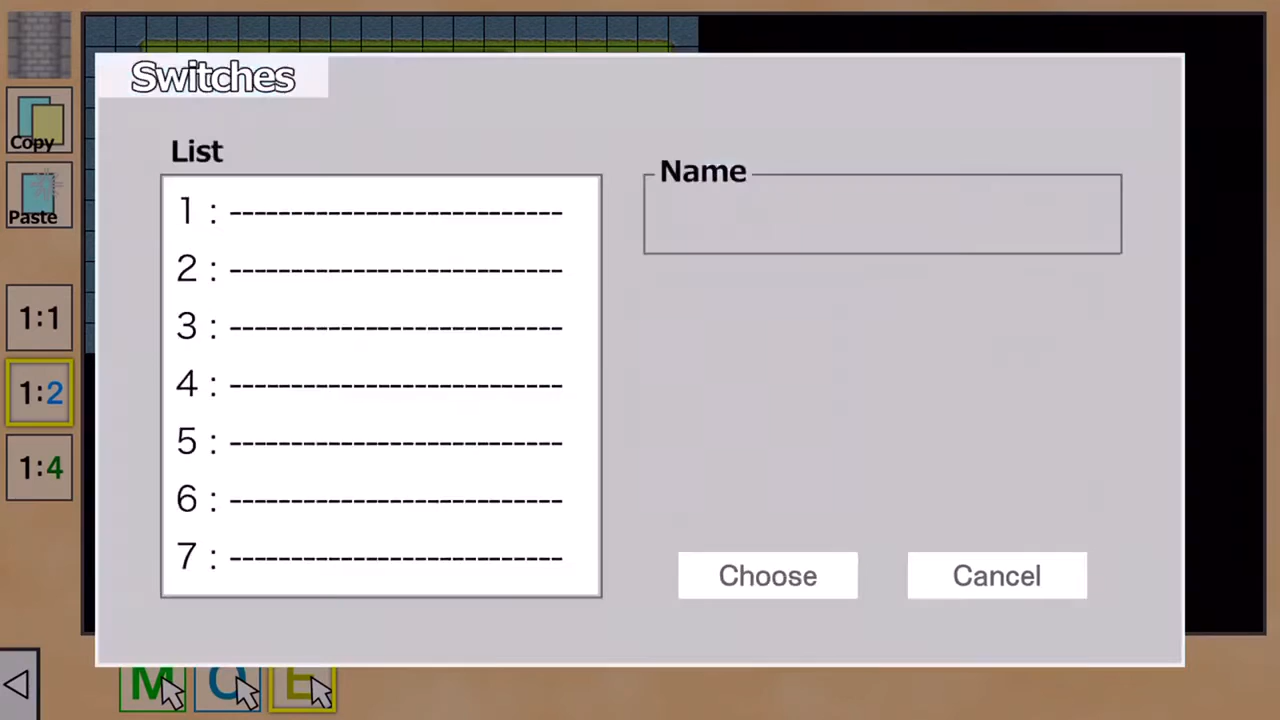 Switches
List
Name
1 : ---------------------------
2 : ---------------------------
3 : ---------------------------
4 : ---------------------------
5 : ---------------------------
6 : ---------------------------
7 : ---------------------------
Choose
Cancel
Copy
Paste
1:1
1:2
1:4
M
O
E